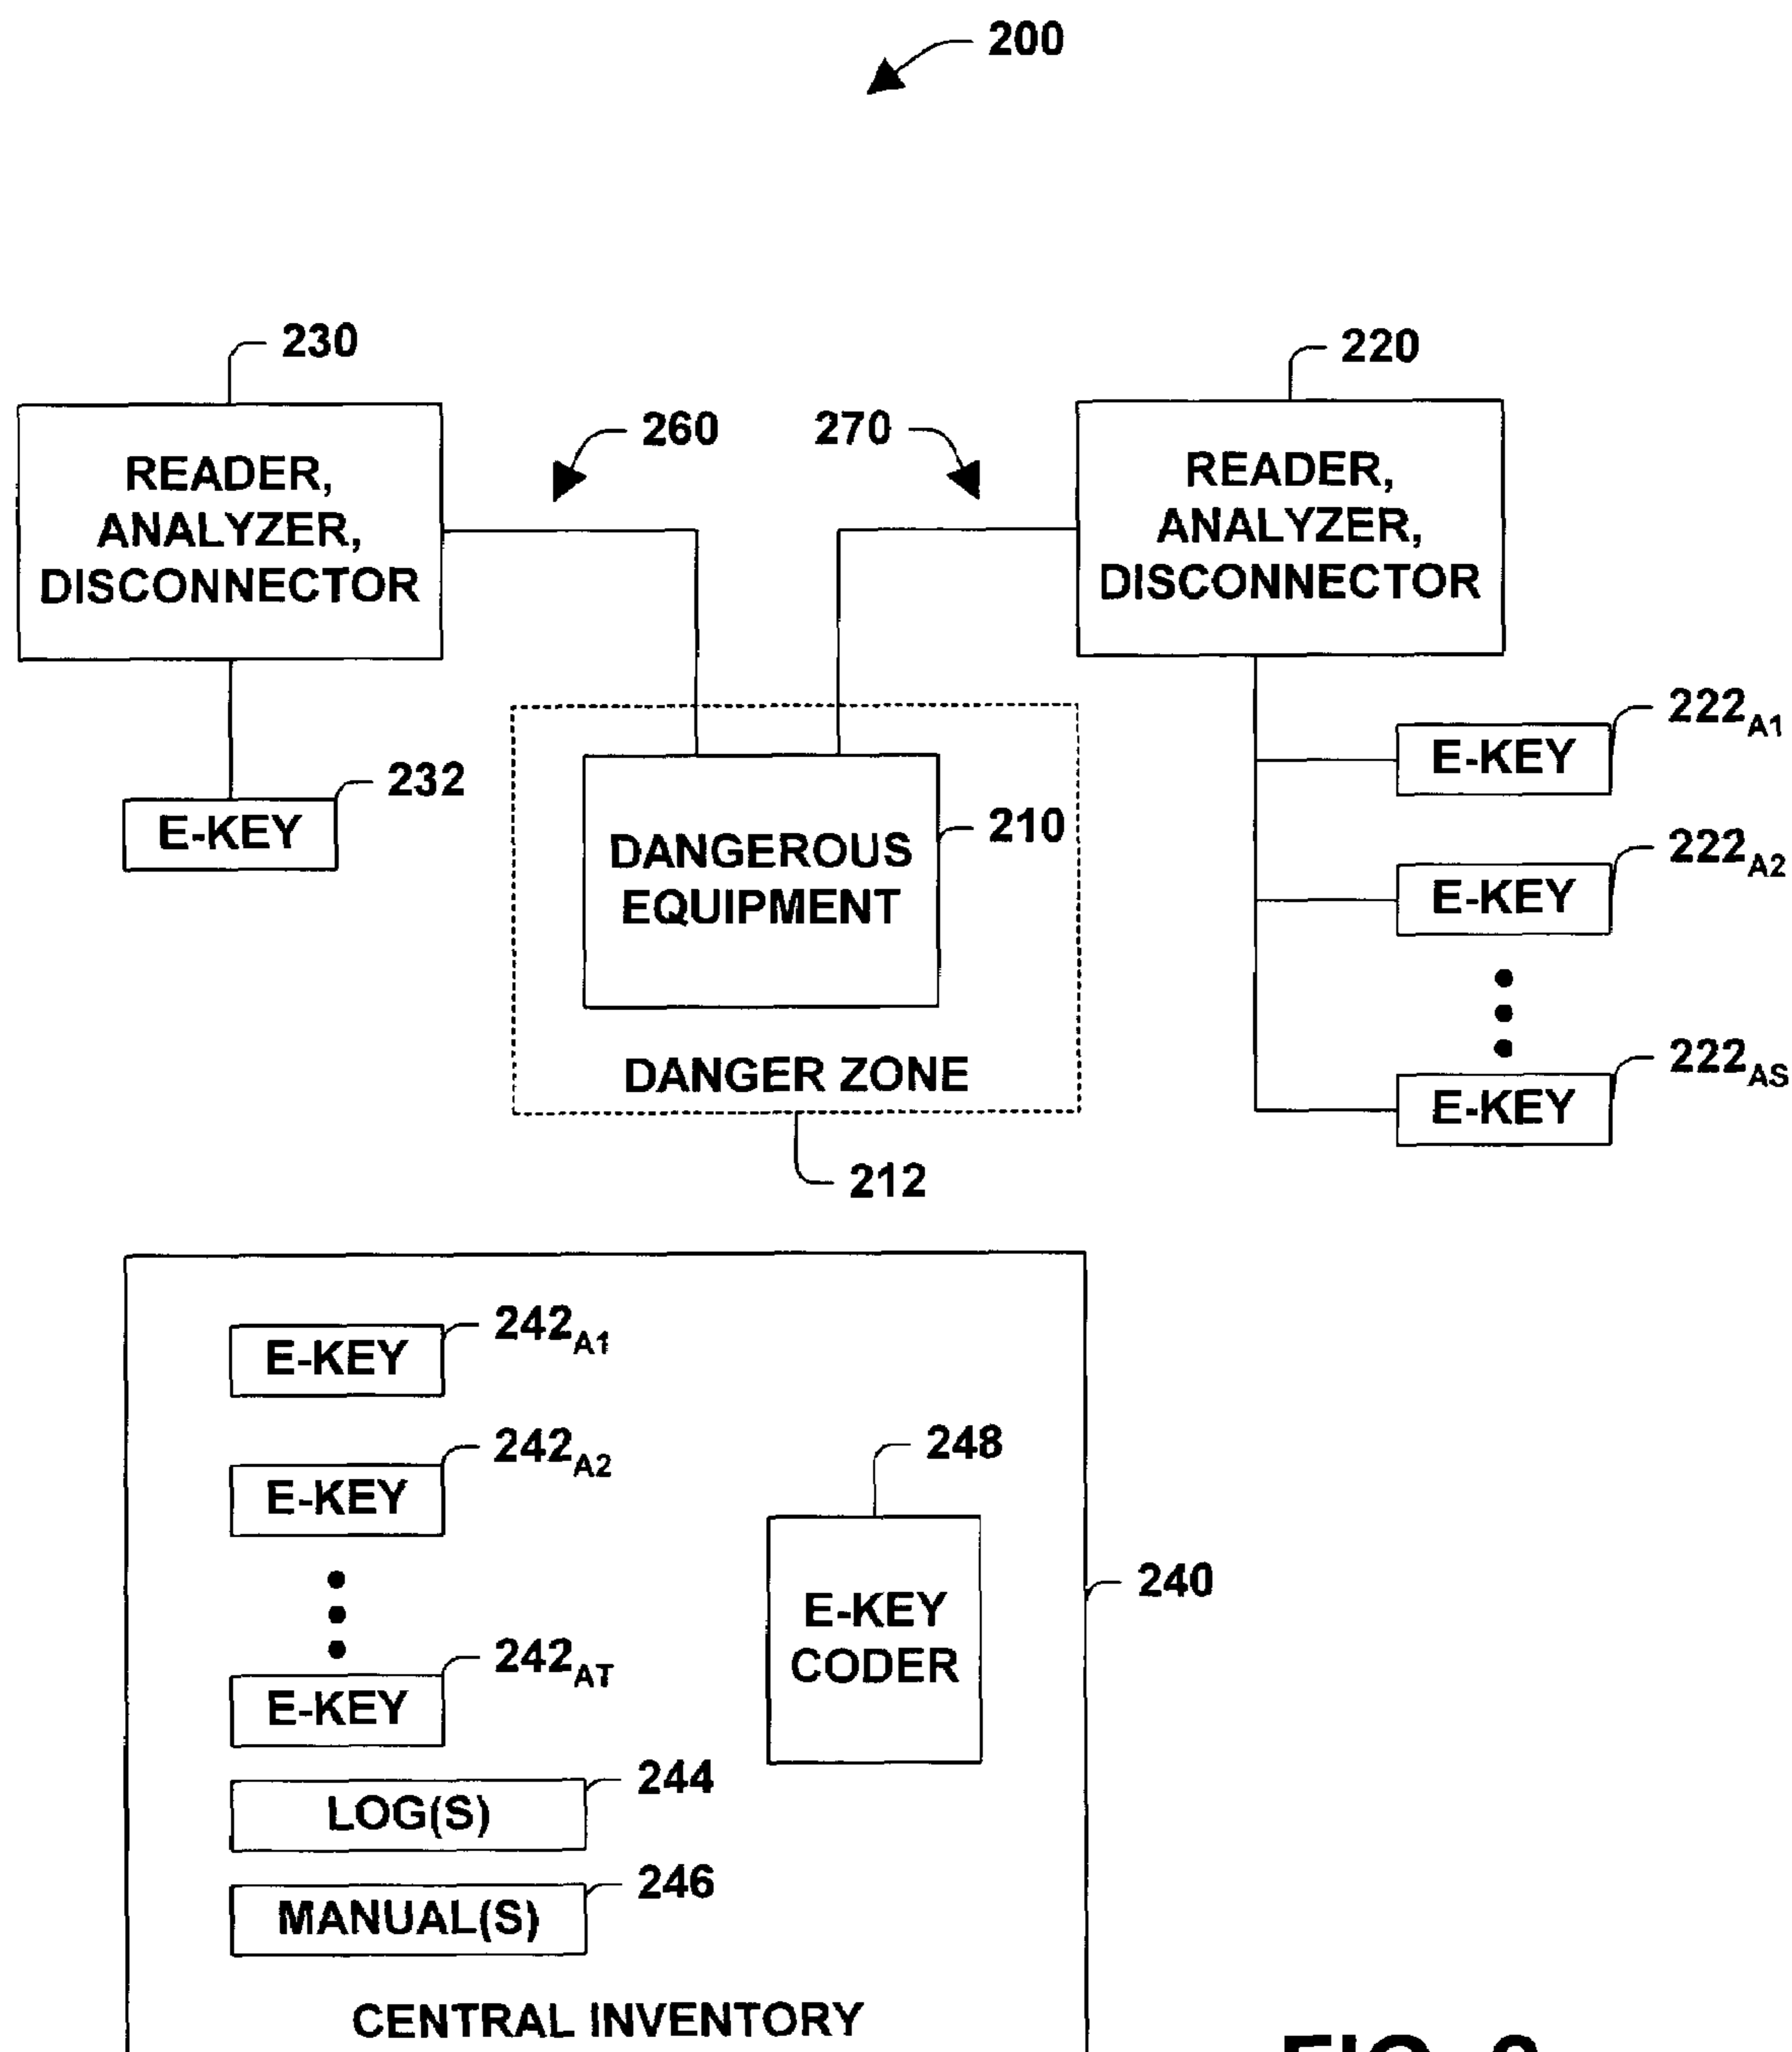 200
230
220
260
270
READER,
ANALYZER,
DISCONNECTOR
READER,
ANALYZER,
DISCONNECTOR
222A1
E-KEY
232
E-KEY
210
DANGEROUS
EQUIPMENT
222A2
E-KEY
DANGER ZONE
222AS
E-KEY
212
242A1
E-KEY
242A2
E-KEY
248
240
E-KEY
CODER
242AT
E-KEY
244
LOG(S)
246
MANUAL(S)
CENTRAL INVENTORY